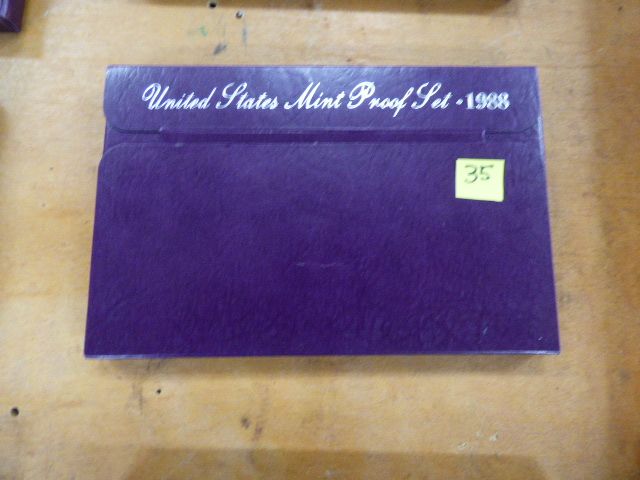 United States Mint Proof Set • 1988
35